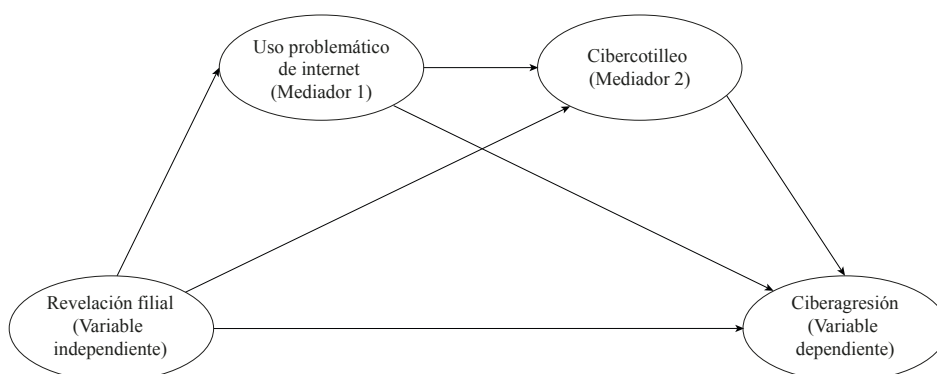 Uso problemático
de internet
(Mediador 1)
Cibercotilleo
(Mediador 2)
Revelación filial
(Variable
independiente)
Ciberagresión
(Variable
dependiente)